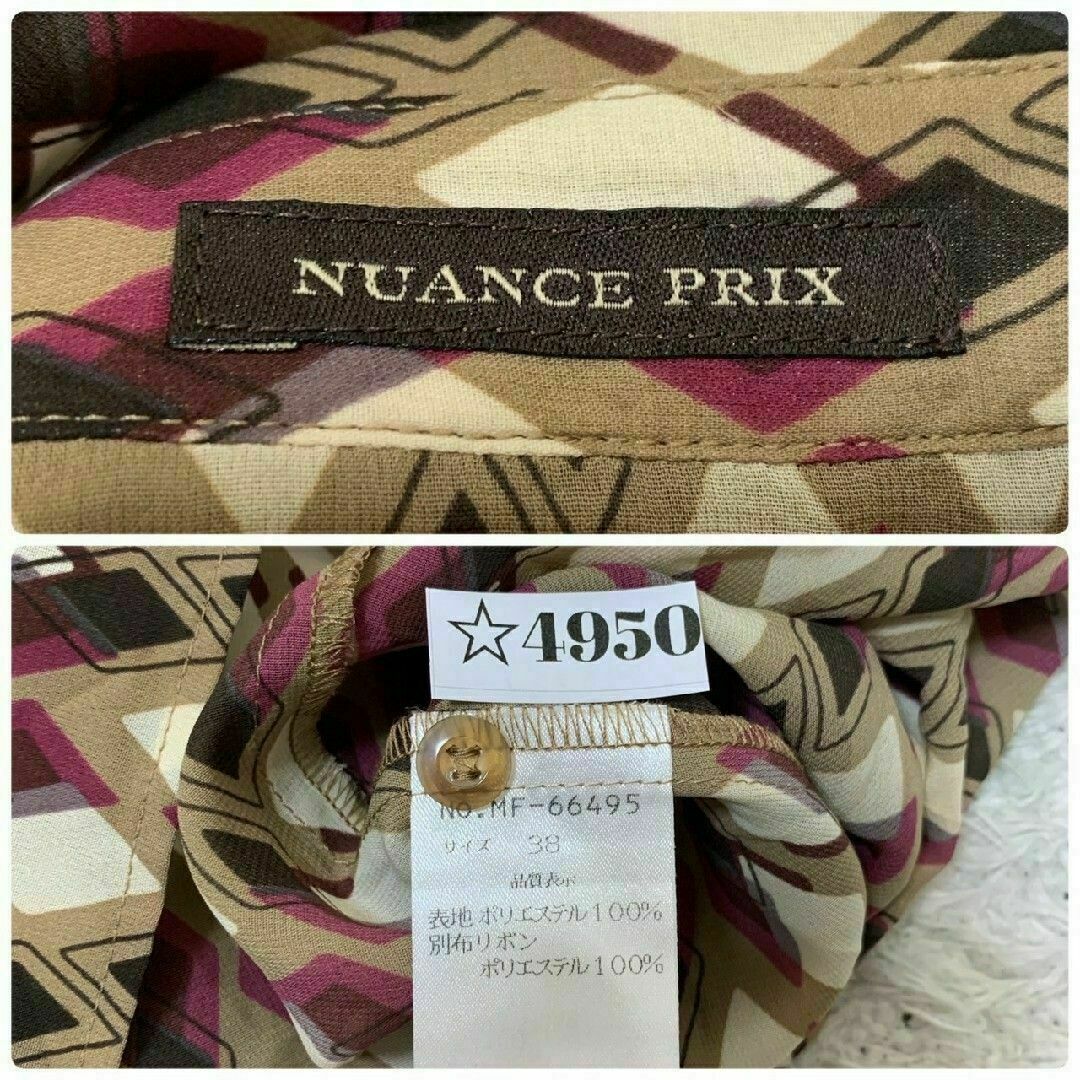 NUANCE PRIX
☆4950
NO.MF-66495
サイズ 38
品質表示
表地 ポリエステル100%
別布リボン
ポリエステル100%